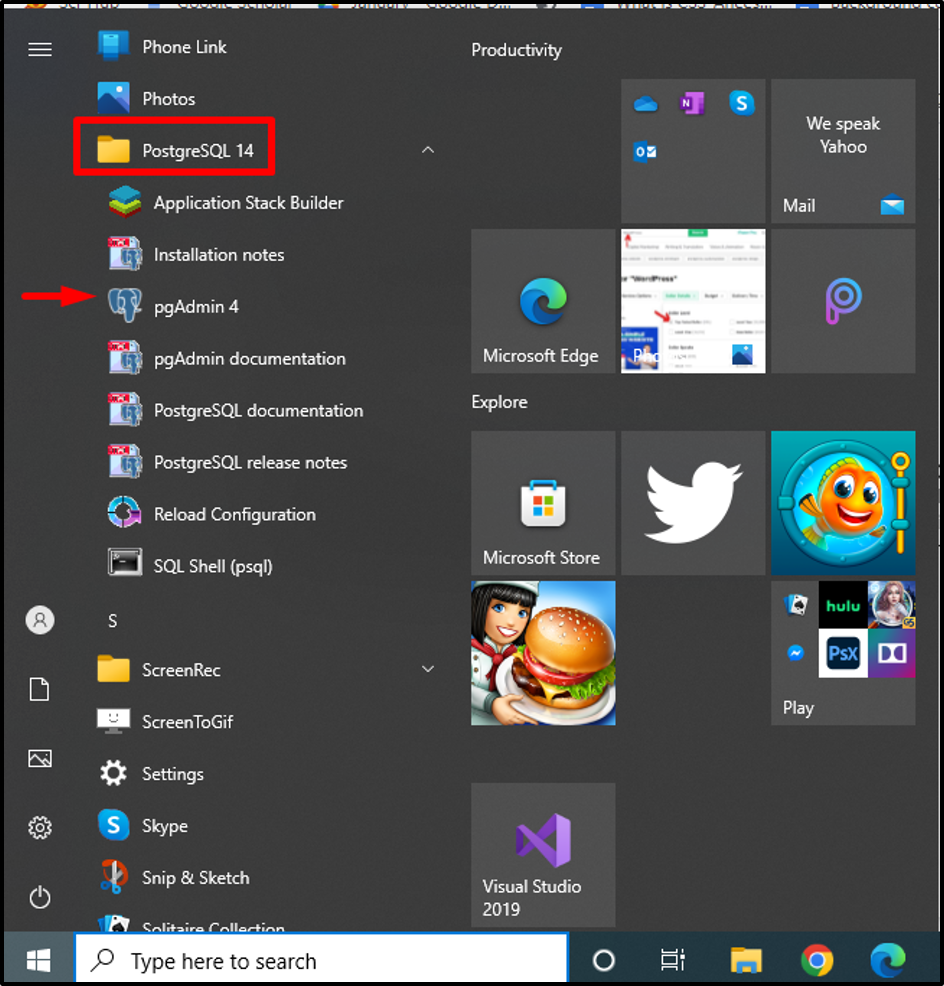 Phone Link
Photos
PostgreSQL 14
Application Stack Builder
Installation notes
pgAdmin 4
pgAdmin documentation
PostgreSQL documentation
PostgreSQL release notes
Reload Configuration
SQL Shell (psql)
S
ScreenRec
ScreenToGif
Settings
Skype
Snip & Sketch
Solitaire Collection
Productivity
We speak
Yahoo
Mail
Microsoft Edge
or "WordPress"
Explore
Microsoft Store
hulu
PsX
Play
Visual Studio
2019
Type here to search